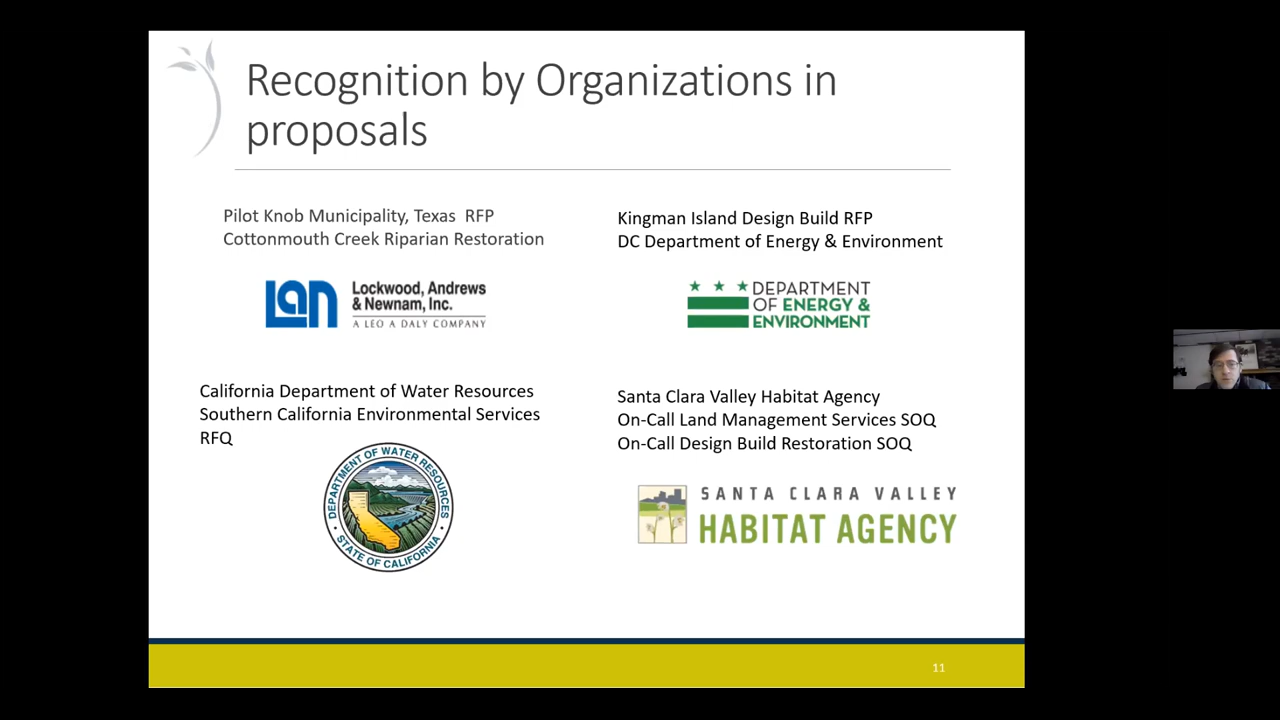 Recognition by Organizations in
proposals
Pilot Knob Municipality, Texas RFP
Cottonmouth Creek Riparian Restoration
LAN
Lockwood, Andrews
& Newnam, Inc.
A LEO A DALY COMPANY
Kingman Island Design Build RFP
DC Department of Energy & Environment
DEPARTMENT
OF ENERGY &
ENVIRONMENT
California Department of Water Resources
Southern California Environmental Services
RFQ
DEPARTMENT OF WATER RESOURCES
STATE OF CALIFORNIA
Santa Clara Valley Habitat Agency
On-Call Land Management Services SOQ
On-Call Design Build Restoration SOQ
SANTA CLARA VALLEY
HABITAT AGENCY
11